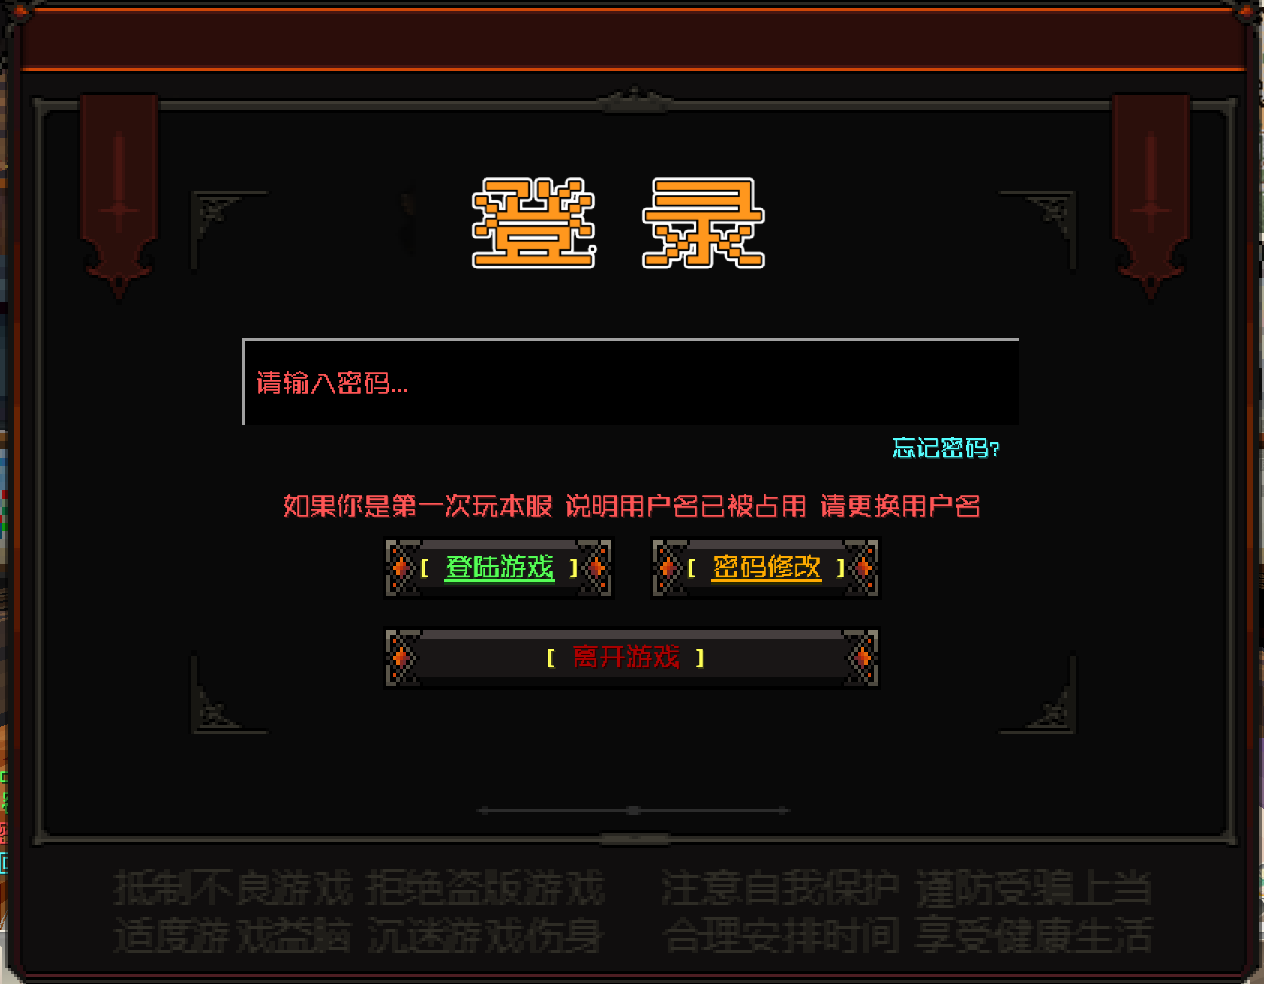 登录
请输入密码...
忘记密码?
如果你是第一次玩本服 说明用户名已被占用 请更换用户名
[ 登陆游戏 ] [ 密码修改 ]
[ 离开游戏 ]
抵制不良游戏 拒绝盗版游戏 注意自我保护 谨防受骗上当
适度游戏益脑 沉迷游戏伤身 合理安排时间 享受健康生活